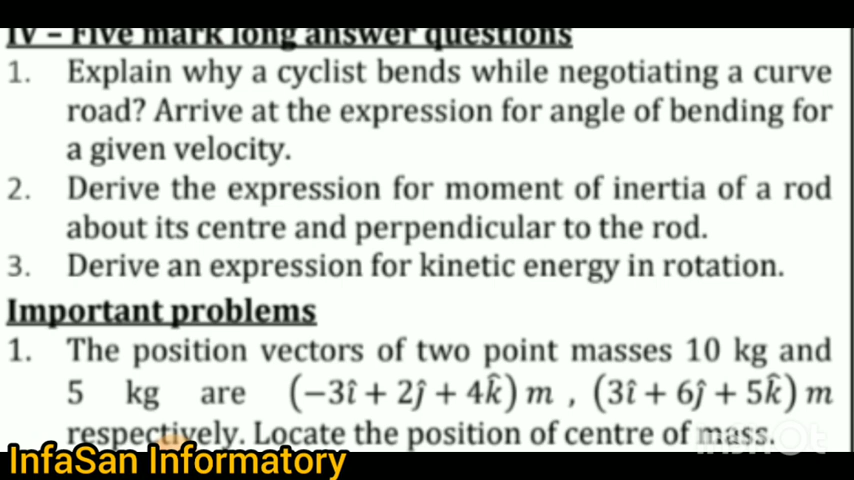 IV – Five mark long answer questions
1. Explain why a cyclist bends while negotiating a curve
road? Arrive at the expression for angle of bending for
a given velocity.
2. Derive the expression for moment of inertia of a rod
about its centre and perpendicular to the rod.
3. Derive an expression for kinetic energy in rotation.
Important problems
1. The position vectors of two point masses 10 kg and
5 kg are (−3î + 2ĵ + 4k̂) m , (3î + 6ĵ + 5k̂) m
respectively. Locate the position of centre of mass.
InfaSan Informatory